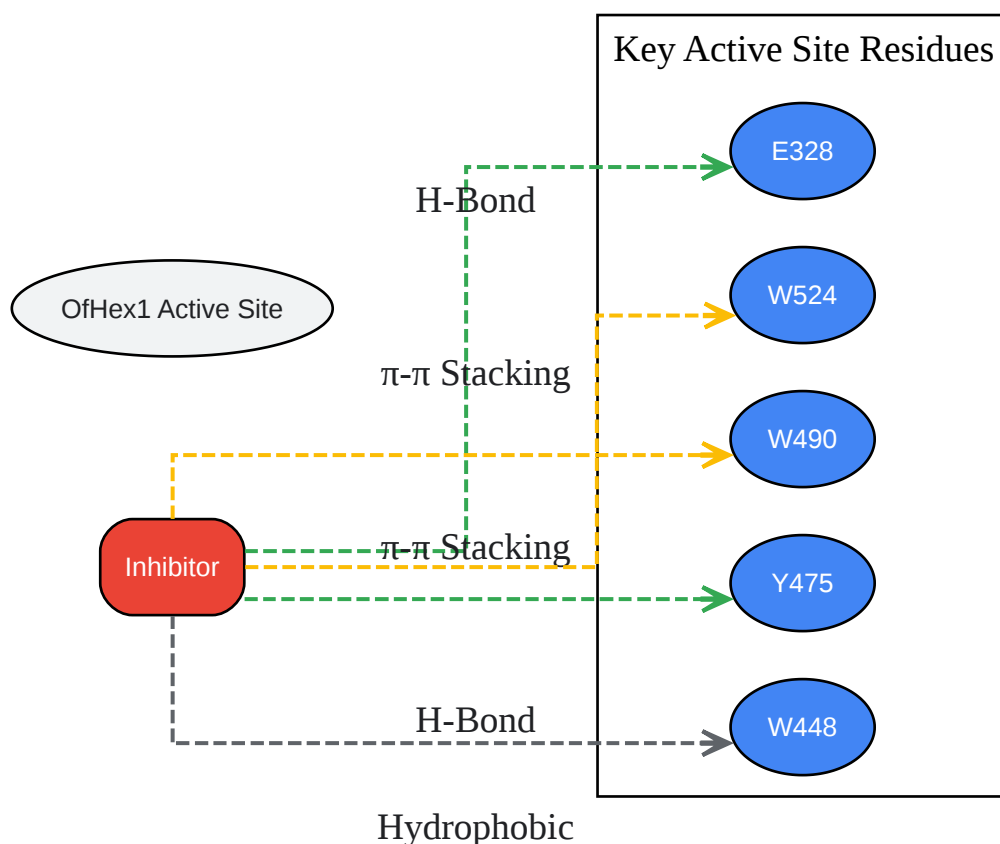 Key Active Site Residues
E328
H-Bond
W524
OfHex1 Active Site
π-π Stacking
W490
π-π Stacking
Inhibitor
Y475
H-Bond
W448
Hydrophobic